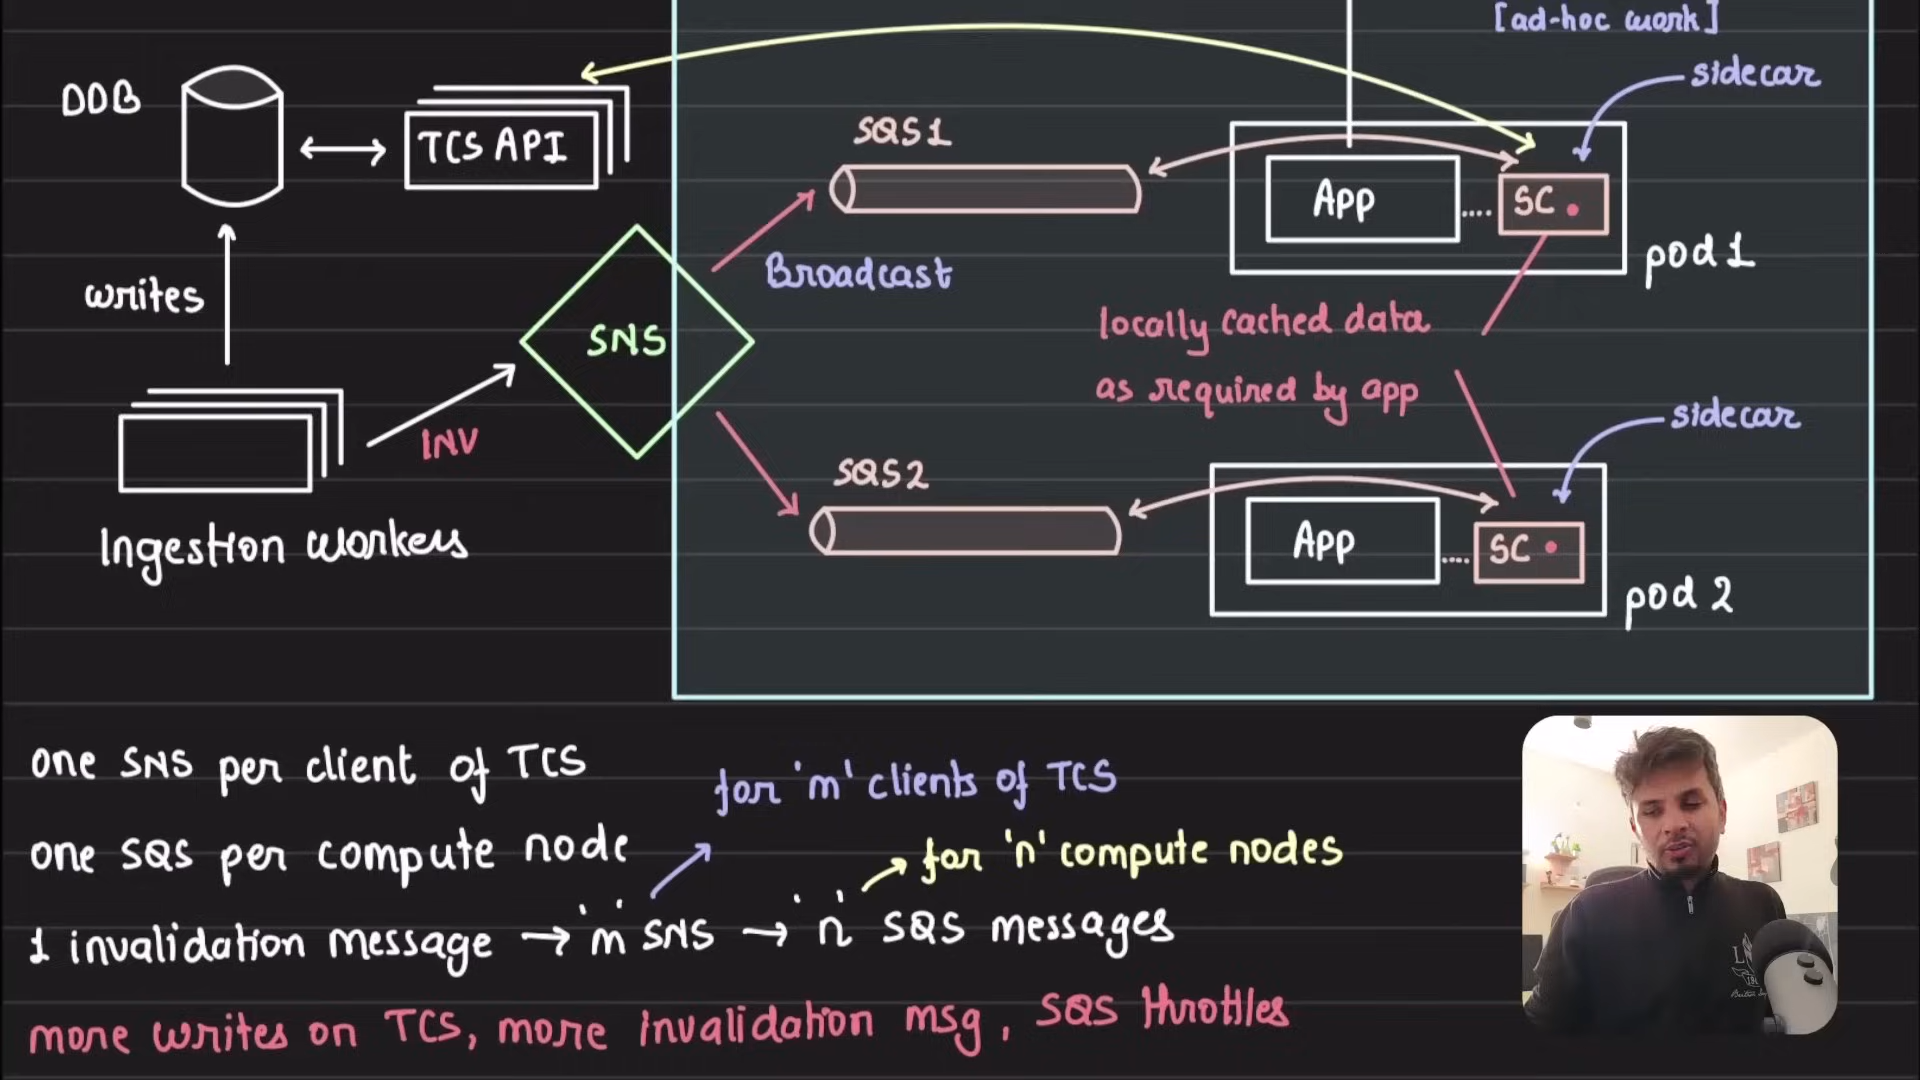 [ad-hoc work]
sidecar
DDB
TCS API
SQS1
App
SC
pod 1
writes
Broadcast
SNS
locally cached data
as required by app
INV
sidecar
SQS2
App
SC
pod 2
Ingestion workers
one SNS per client of TCS
for 'm' clients of TCS
one SQS per compute node
for 'n' compute nodes
1 invalidation message → 'm' SNS → 'n' SQS messages
more writes on TCS, more invalidation msg, SQS throttles